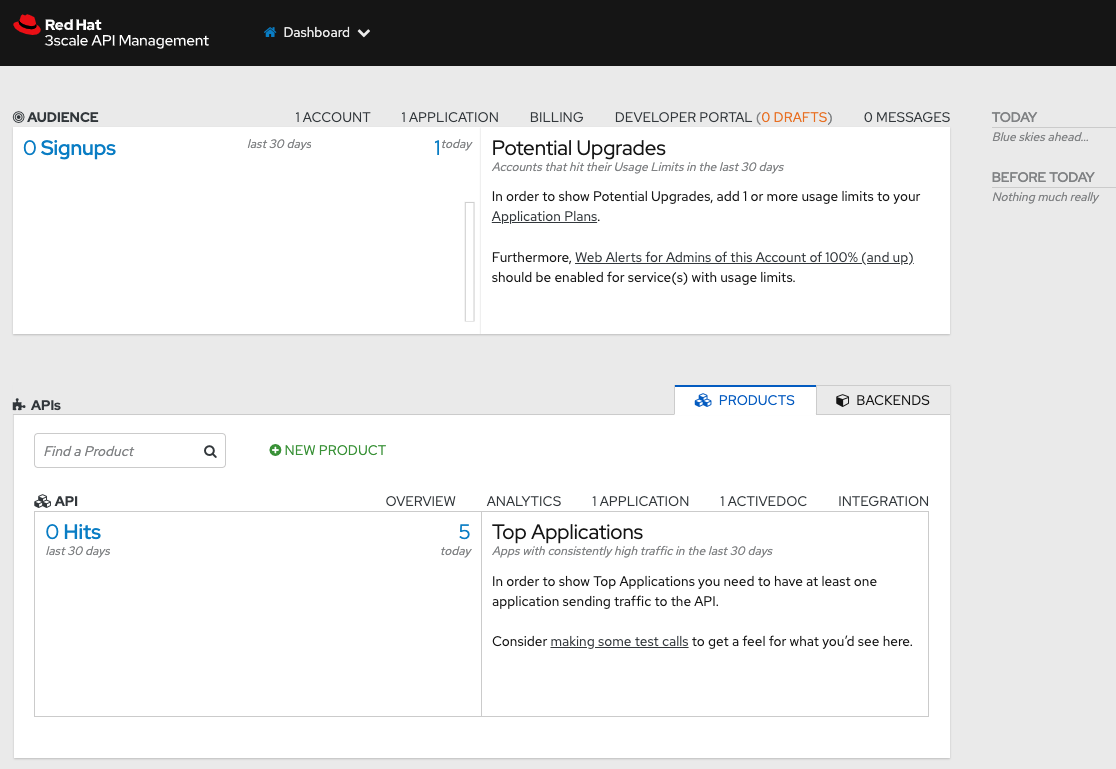 Red Hat
3scale API Management
Dashboard
AUDIENCE 1 ACCOUNT 1 APPLICATION BILLING DEVELOPER PORTAL (0 DRAFTS) 0 MESSAGES
0 Signups last 30 days 1 today
Potential Upgrades
Accounts that hit their Usage Limits in the last 30 days
In order to show Potential Upgrades, add 1 or more usage limits to your
Application Plans.
Furthermore, Web Alerts for Admins of this Account of 100% (and up)
should be enabled for service(s) with usage limits.
TODAY
Blue skies ahead...
BEFORE TODAY
Nothing much really
APIs
PRODUCTS
BACKENDS
Find a Product
NEW PRODUCT
API OVERVIEW ANALYTICS 1 APPLICATION 1 ACTIVEDOC INTEGRATION
0 Hits 5
last 30 days today
Top Applications
Apps with consistently high traffic in the last 30 days
In order to show Top Applications you need to have at least one
application sending traffic to the API.
Consider making some test calls to get a feel for what you'd see here.